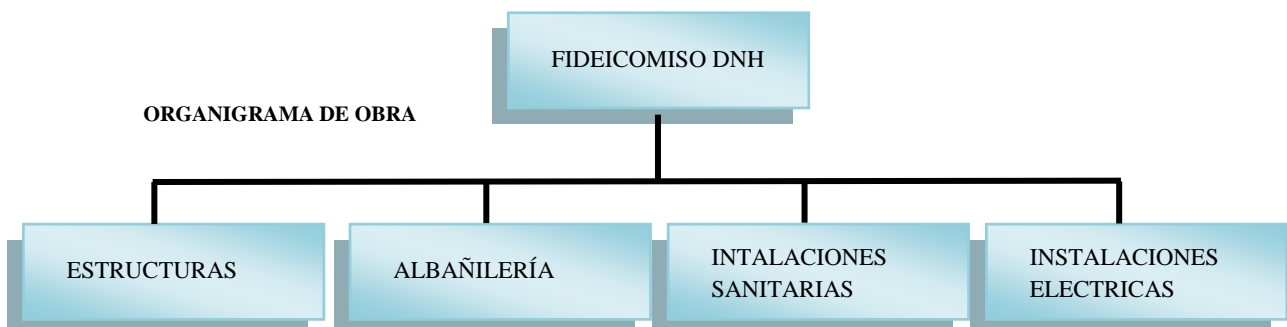 FIDEICOMISO DNH
ORGANIGRAMA DE OBRA
ESTRUCTURAS
ALBAÑILERÍA
INTALACIONES
SANITARIAS
INSTALACIONES
ELECTRICAS